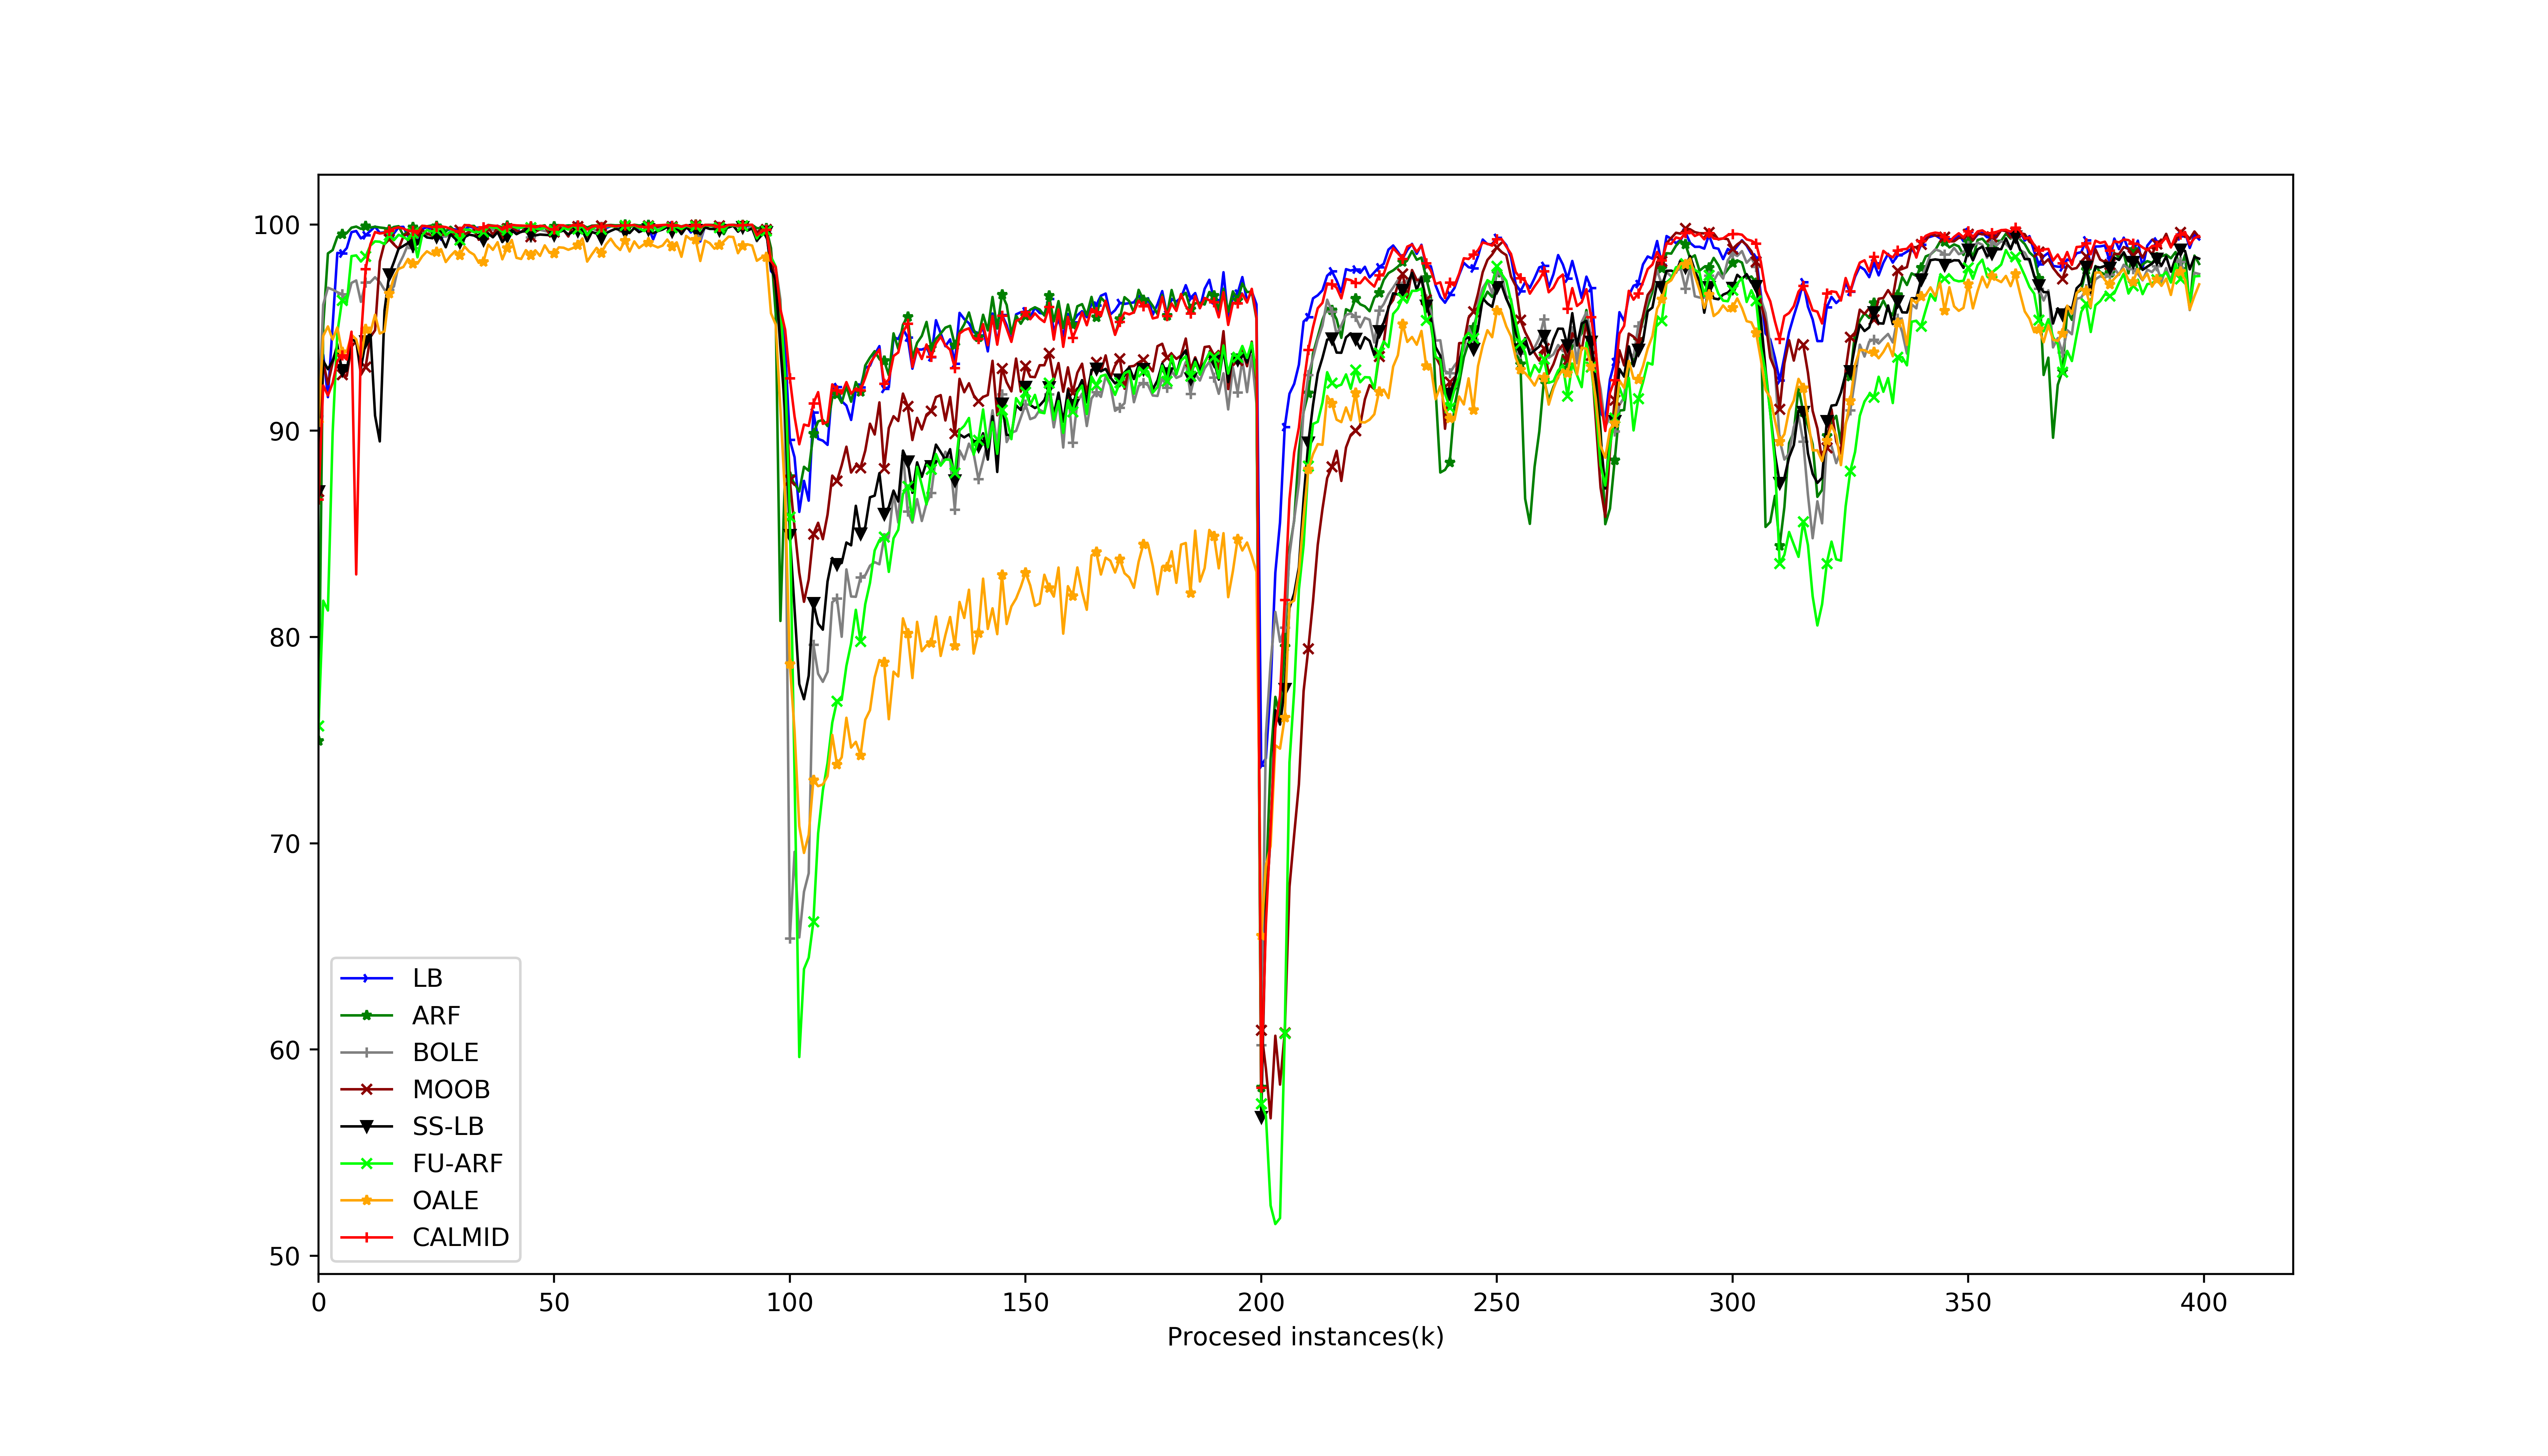 100
90
80
70
60
50
LB
ARF
BOLE
MOOB
SS-LB
FU-ARF
OALE
CALMID
0 50 100 150 200 250 300 350 400
Procesed instances(k)